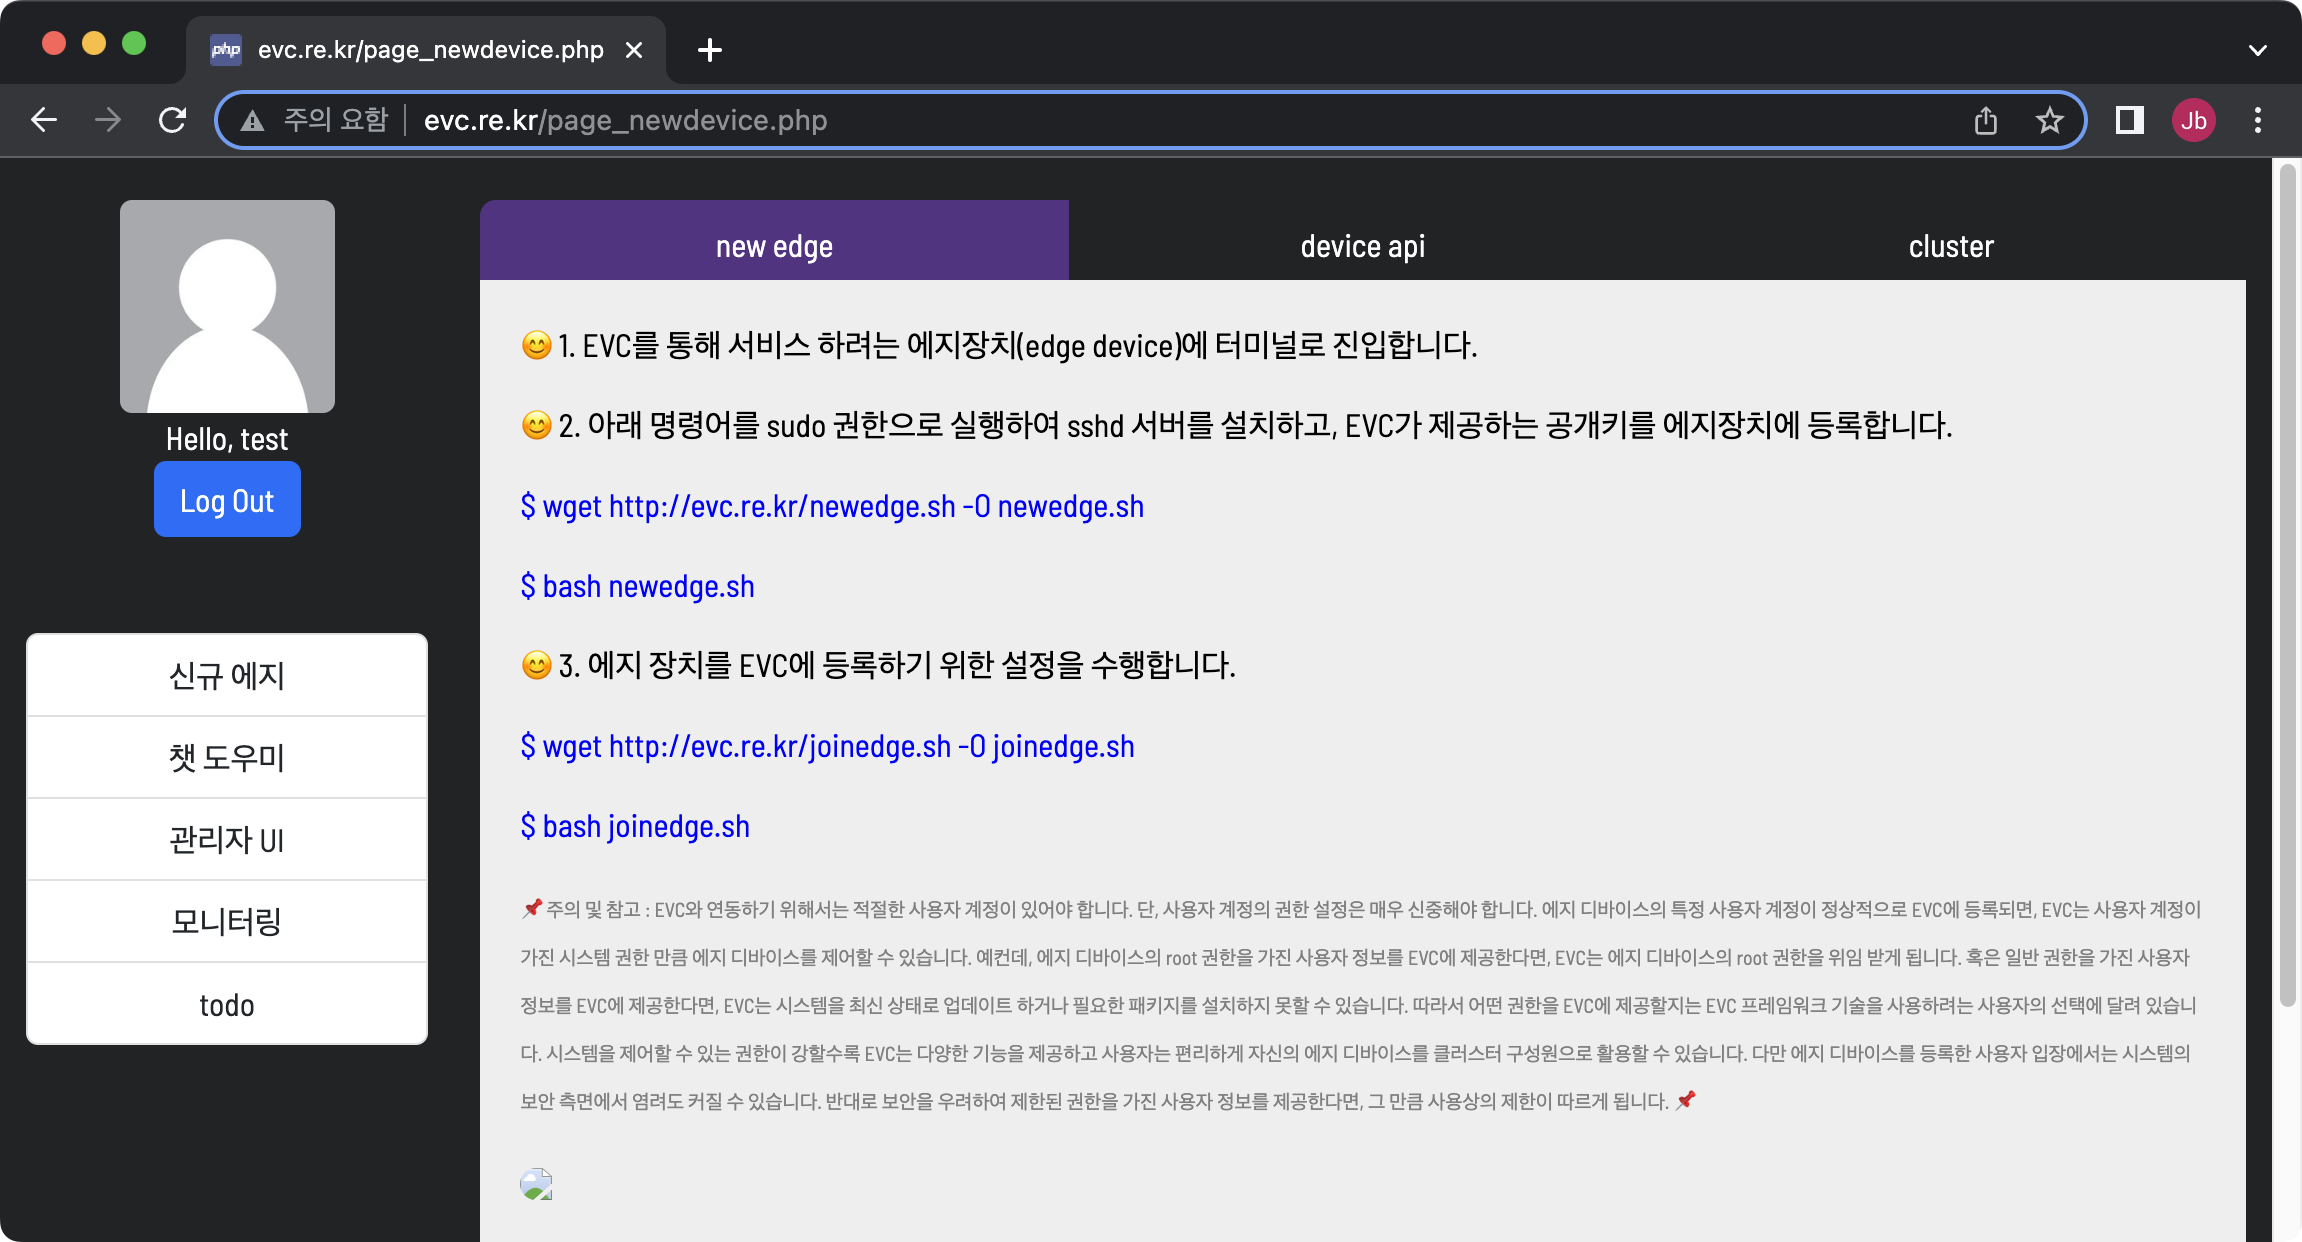 php evc.re.kr/page_newdevice.php
주의 요함 evc.re.kr/page_newdevice.php
Jb
Hello, test
Log Out
신규 에지
챗 도우미
관리자 UI
모니터링
todo
new edge device api cluster
😊 1. EVC를 통해 서비스 하려는 에지장치(edge device)에 터미널로 진입합니다.
😊 2. 아래 명령어를 sudo 권한으로 실행하여 sshd 서버를 설치하고, EVC가 제공하는 공개키를 에지장치에 등록합니다.
$ wget http://evc.re.kr/newedge.sh -O newedge.sh
$ bash newedge.sh
😊 3. 에지 장치를 EVC에 등록하기 위한 설정을 수행합니다.
$ wget http://evc.re.kr/joinedge.sh -O joinedge.sh
$ bash joinedge.sh
📌 주의 및 참고 : EVC와 연동하기 위해서는 적절한 사용자 계정이 있어야 합니다. 단, 사용자 계정의 권한 설정은 매우 신중해야 합니다. 에지 디바이스의 특정 사용자 계정이 정상적으로 EVC에 등록되면, EVC는 사용자 계정이
가진 시스템 권한 만큼 에지 디바이스를 제어할 수 있습니다. 예컨데, 에지 디바이스의 root 권한을 가진 사용자 정보를 EVC에 제공한다면, EVC는 에지 디바이스의 root 권한을 위임 받게 됩니다. 혹은 일반 권한을 가진 사용자
정보를 EVC에 제공한다면, EVC는 시스템을 최신 상태로 업데이트 하거나 필요한 패키지를 설치하지 못할 수 있습니다. 따라서 어떤 권한을 EVC에 제공할지는 EVC 프레임워크 기술을 사용하려는 사용자의 선택에 달려 있습니
다. 시스템을 제어할 수 있는 권한이 강할수록 EVC는 다양한 기능을 제공하고 사용자는 편리하게 자신의 에지 디바이스를 클러스터 구성원으로 활용할 수 있습니다. 다만 에지 디바이스를 등록한 사용자 입장에서는 시스템의
보안 측면에서 염려도 커질 수 있습니다. 반대로 보안을 우려하여 제한된 권한을 가진 사용자 정보를 제공한다면, 그 만큼 사용상의 제한이 따르게 됩니다. 📌